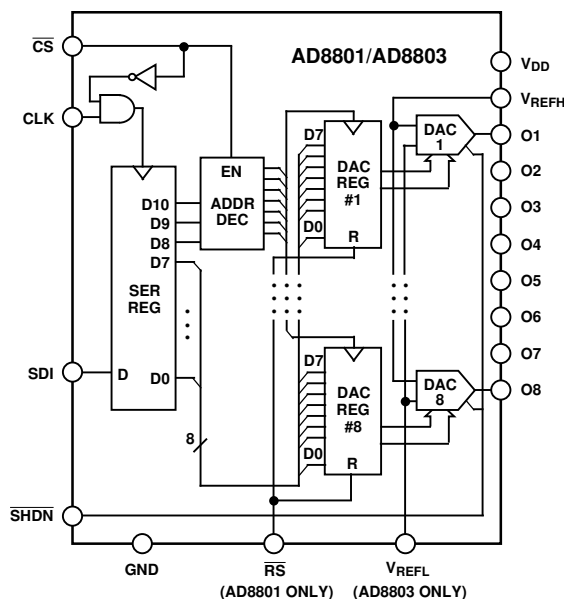 CS
AD8801/AD8803
VDD
VREFH
CLK
D7
DAC
1
O1
EN
ADDR
DEC
DAC
REG
#1
O2
D10
D9
D8
D7
D0
R
O3
O4
SER
REG
O5
O6
D7
DAC
REG
#8
DAC
8
O7
O8
SDI
D
D0
8
D0
R
SHDN
GND
RS
(AD8801 ONLY)
VREFL
(AD8803 ONLY)